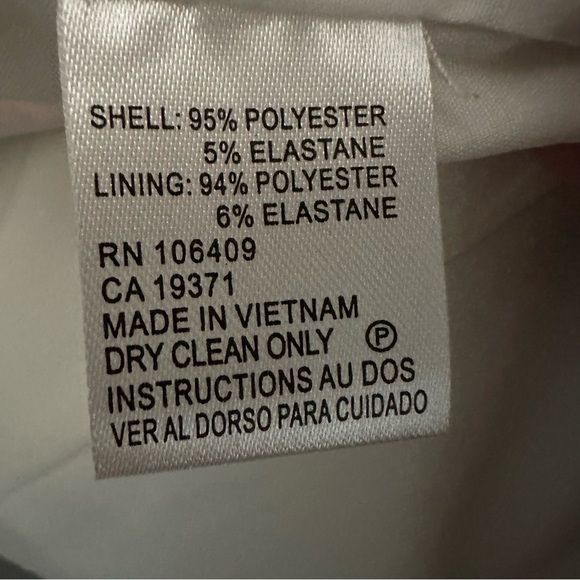 SHELL: 95% POLYESTER
5% ELASTANE
LINING: 94% POLYESTER
6% ELASTANE
RN 106409
CA 19371
MADE IN VIETNAM
DRY CLEAN ONLY Ⓟ
INSTRUCTIONS AU DOS
VER AL DORSO PARA CUIDADO